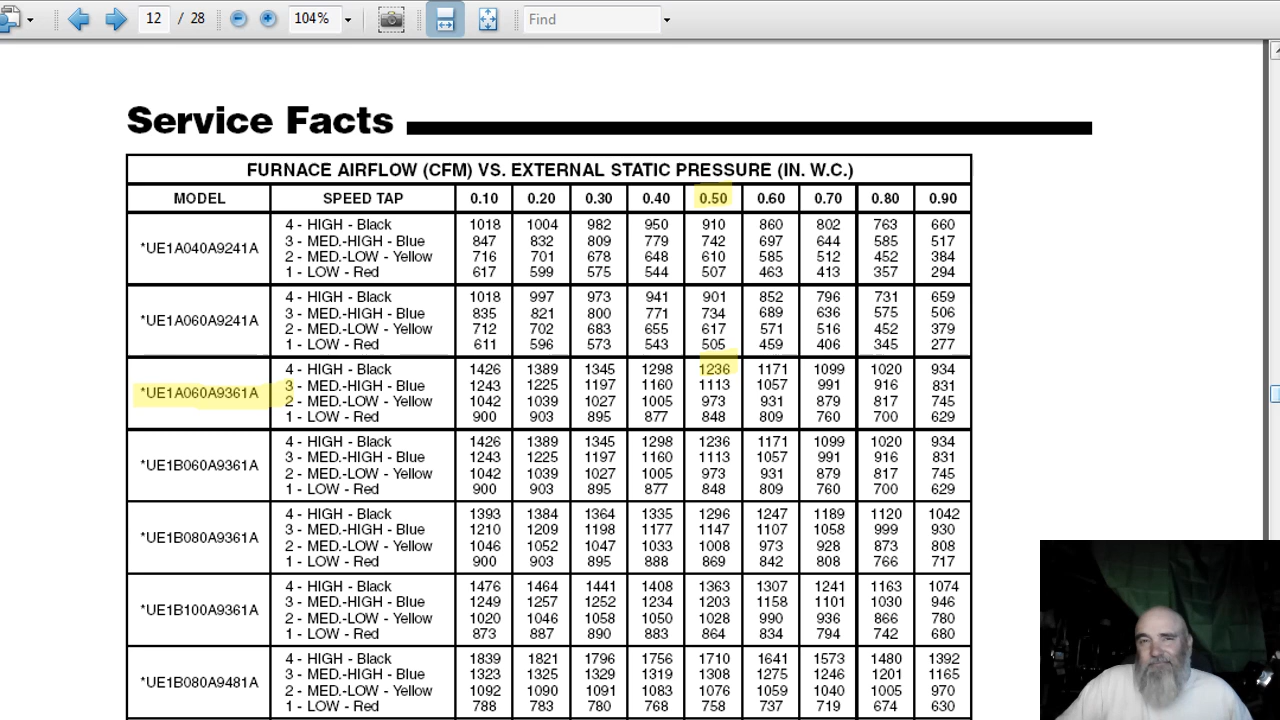 12 / 28 104% Find
Service Facts
FURNACE AIRFLOW (CFM) VS. EXTERNAL STATIC PRESSURE (IN. W.C.)
MODEL SPEED TAP 0.10 0.20 0.30 0.40 0.50 0.60 0.70 0.80 0.90
*UE1A040A9241A
4 - HIGH - Black 1018 1004 982 950 910 860 802 763 660
3 - MED.-HIGH - Blue 847 832 809 779 742 697 644 585 517
2 - MED.-LOW - Yellow 716 701 678 648 610 585 512 452 384
1 - LOW - Red 617 599 575 544 507 463 413 357 294
*UE1A060A9241A
4 - HIGH - Black 1018 997 973 941 901 852 796 731 659
3 - MED.-HIGH - Blue 835 821 800 771 734 689 636 575 506
2 - MED.-LOW - Yellow 712 702 683 655 617 571 516 452 379
1 - LOW - Red 611 596 573 543 505 459 406 345 277
*UE1A060A9361A
4 - HIGH - Black 1426 1389 1345 1298 1236 1171 1099 1020 934
3 - MED.-HIGH - Blue 1243 1225 1197 1160 1113 1057 991 916 831
2 - MED.-LOW - Yellow 1042 1039 1027 1005 973 931 879 817 745
1 - LOW - Red 900 903 895 877 848 809 760 700 629
*UE1B060A9361A
4 - HIGH - Black 1426 1389 1345 1298 1236 1171 1099 1020 934
3 - MED.-HIGH - Blue 1243 1225 1197 1160 1113 1057 991 916 831
2 - MED.-LOW - Yellow 1042 1039 1027 1005 973 931 879 817 745
1 - LOW - Red 900 903 895 877 848 809 760 700 629
*UE1B080A9361A
4 - HIGH - Black 1393 1384 1364 1335 1296 1247 1189 1120 1042
3 - MED.-HIGH - Blue 1210 1209 1198 1177 1147 1107 1058 999 930
2 - MED.-LOW - Yellow 1046 1052 1047 1033 1008 973 928 873 808
1 - LOW - Red 900 903 895 888 869 842 808 766 717
*UE1B100A9361A
4 - HIGH - Black 1476 1464 1441 1408 1363 1307 1241 1163 1074
3 - MED.-HIGH - Blue 1249 1257 1252 1234 1203 1158 1101 1030 946
2 - MED.-LOW - Yellow 1020 1046 1058 1050 1028 990 936 866 780
1 - LOW - Red 873 887 890 883 864 834 794 742 680
*UE1B080A9481A
4 - HIGH - Black 1839 1821 1796 1756 1710 1641 1573 1480 1392
3 - MED.-HIGH - Blue 1323 1325 1329 1319 1308 1275 1246 1201 1165
2 - MED.-LOW - Yellow 1092 1090 1091 1083 1076 1059 1040 1005 970
1 - LOW - Red 788 783 780 768 758 737 719 674 630